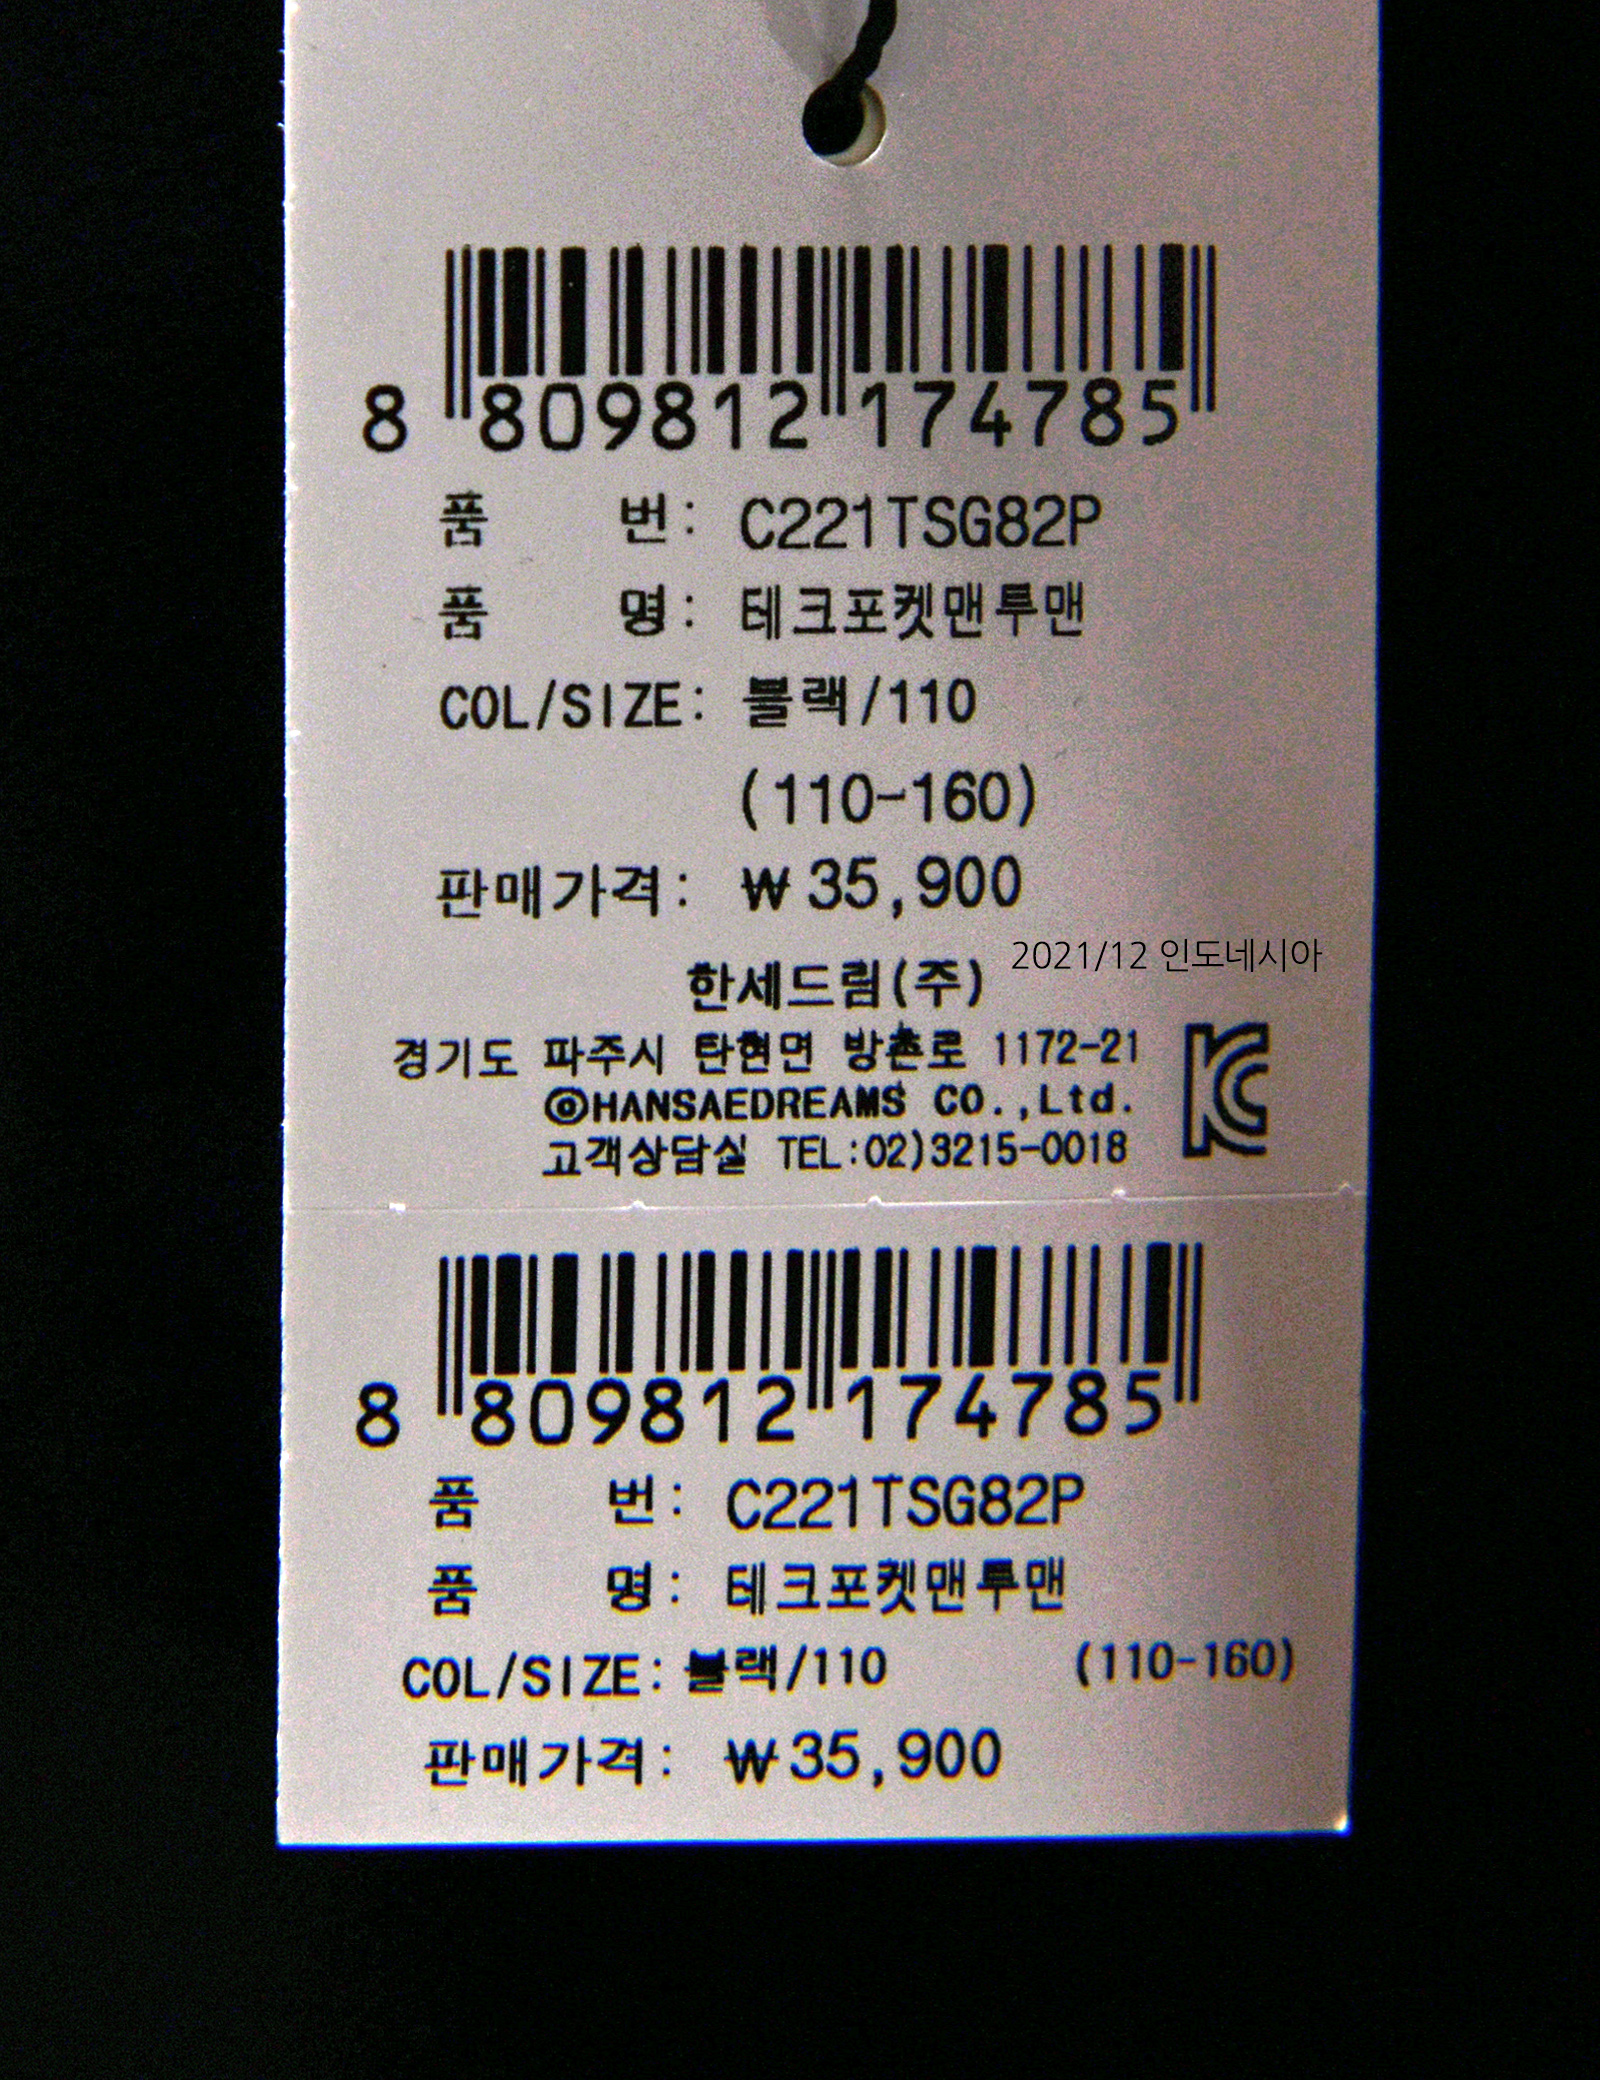 8 809812 174785
품 번: C221TSG82P
품 명: 테크포켓맨투맨
COL/SIZE: 블랙/110
(110-160)
판매가격: ₩35,900
2021/12 인도네시아
한세드림(주)
경기도 파주시 탄현면 방촌로 1172-21
KC
©HANSAEDREAMS CO.,Ltd.
고객상담실 TEL:02)3215-0018
8 809812 174785
품 번: C221TSG82P
품 명: 테크포켓맨투맨
COL/SIZE: 블랙/110 (110-160)
판매가격: ₩35,900